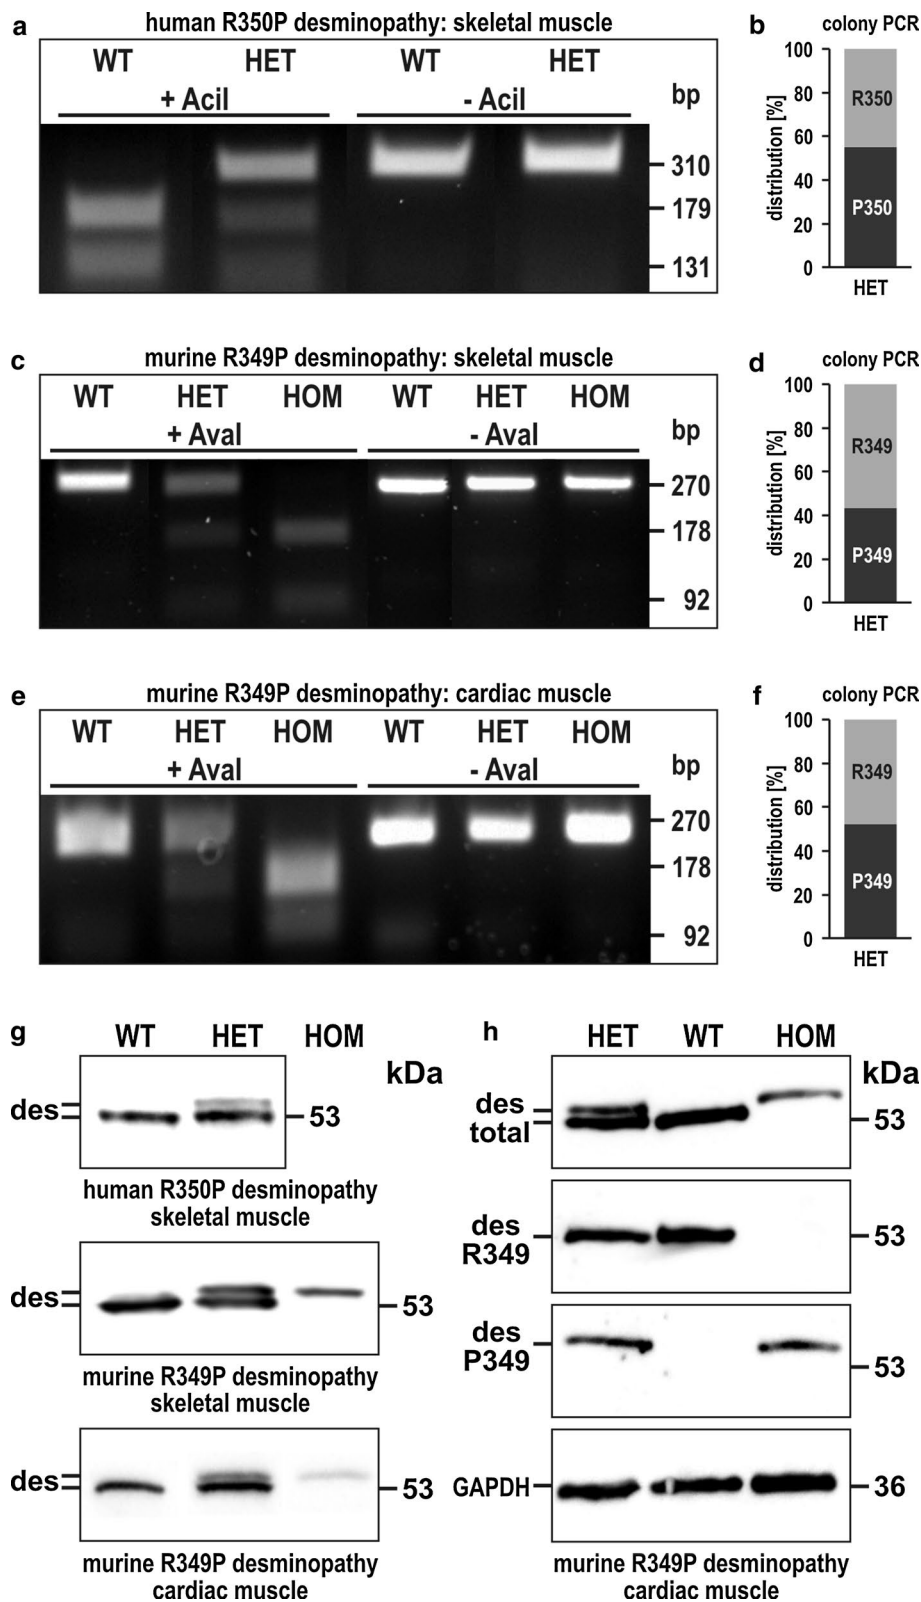 a human R350P desminopathy: skeletal muscle
WT HET WT HET
+ AciI - AciI bp
310
179
131
b colony PCR
distribution [%]
100
80
60
40
20
0
R350
P350
HET
c murine R349P desminopathy: skeletal muscle
WT HET HOM WT HET HOM
+ AvaI - AvaI bp
270
178
92
d colony PCR
distribution [%]
100
80
60
40
20
0
R349
P349
HET
e murine R349P desminopathy: cardiac muscle
WT HET HOM WT HET HOM
+ AvaI - AvaI bp
270
178
92
f colony PCR
distribution [%]
100
80
60
40
20
0
R349
P349
HET
g WT HET HOM
kDa
des 53
human R350P desminopathy
skeletal muscle
des 53
murine R349P desminopathy
skeletal muscle
des 53
murine R349P desminopathy
cardiac muscle
h HET WT HOM
kDa
des
total 53
des
R349 53
des
P349 53
GAPDH 36
murine R349P desminopathy
cardiac muscle